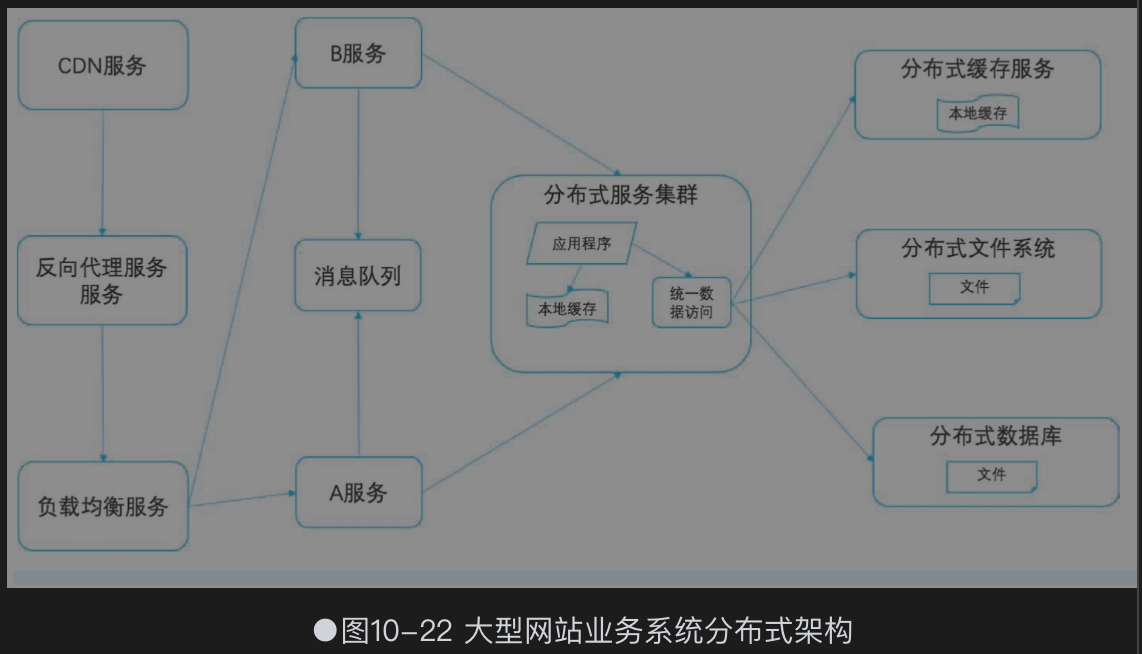 CDN服务
反向代理服务
服务
负载均衡服务
B服务
消息队列
A服务
分布式服务集群
应用程序
本地缓存
统一数
据访问
分布式缓存服务
本地缓存
分布式文件系统
文件
分布式数据库
文件
●图10-22 大型网站业务系统分布式架构